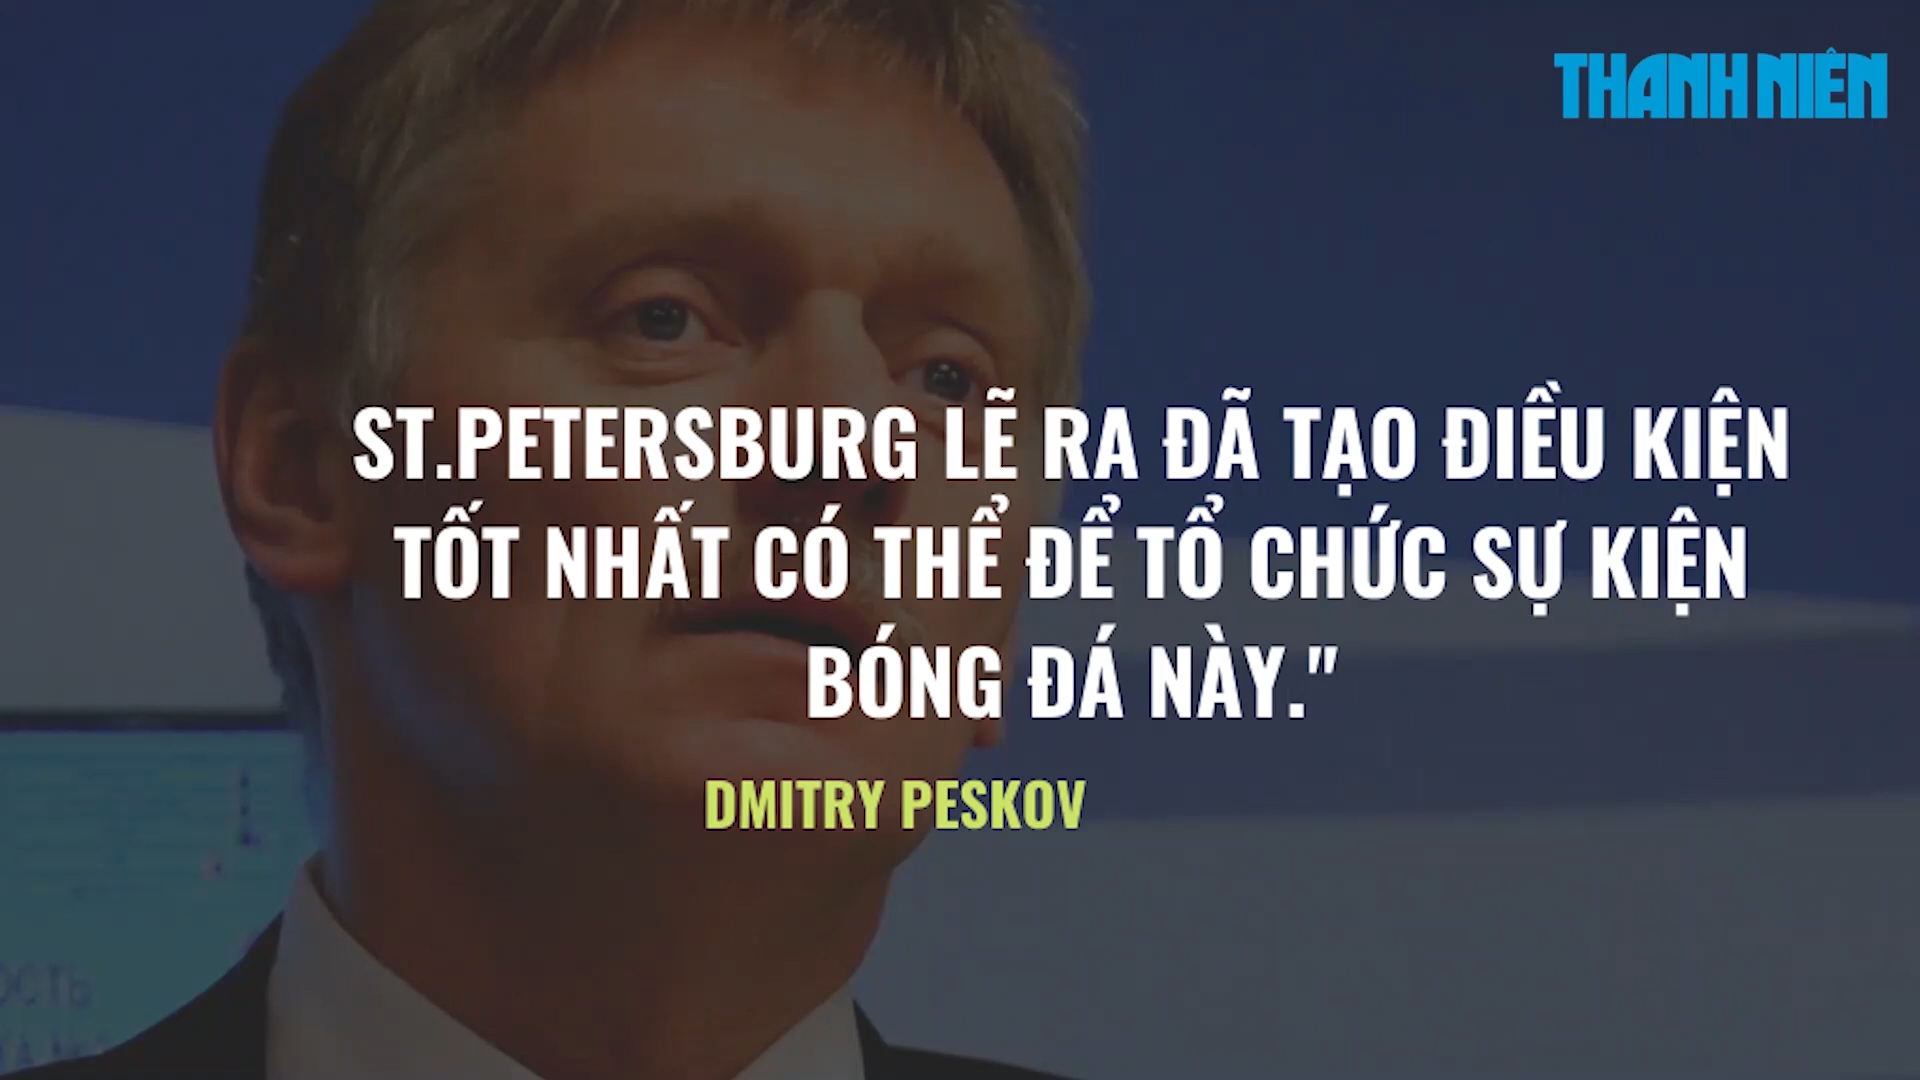 THANH NIÊN
ST.PETERSBURG LẼ RA ĐÃ TẠO ĐIỀU KIỆN
TỐT NHẤT CÓ THỂ ĐỂ TỔ CHỨC SỰ KIỆN
BÓNG ĐÁ NÀY."
DMITRY PESKOV
ОСТЬ